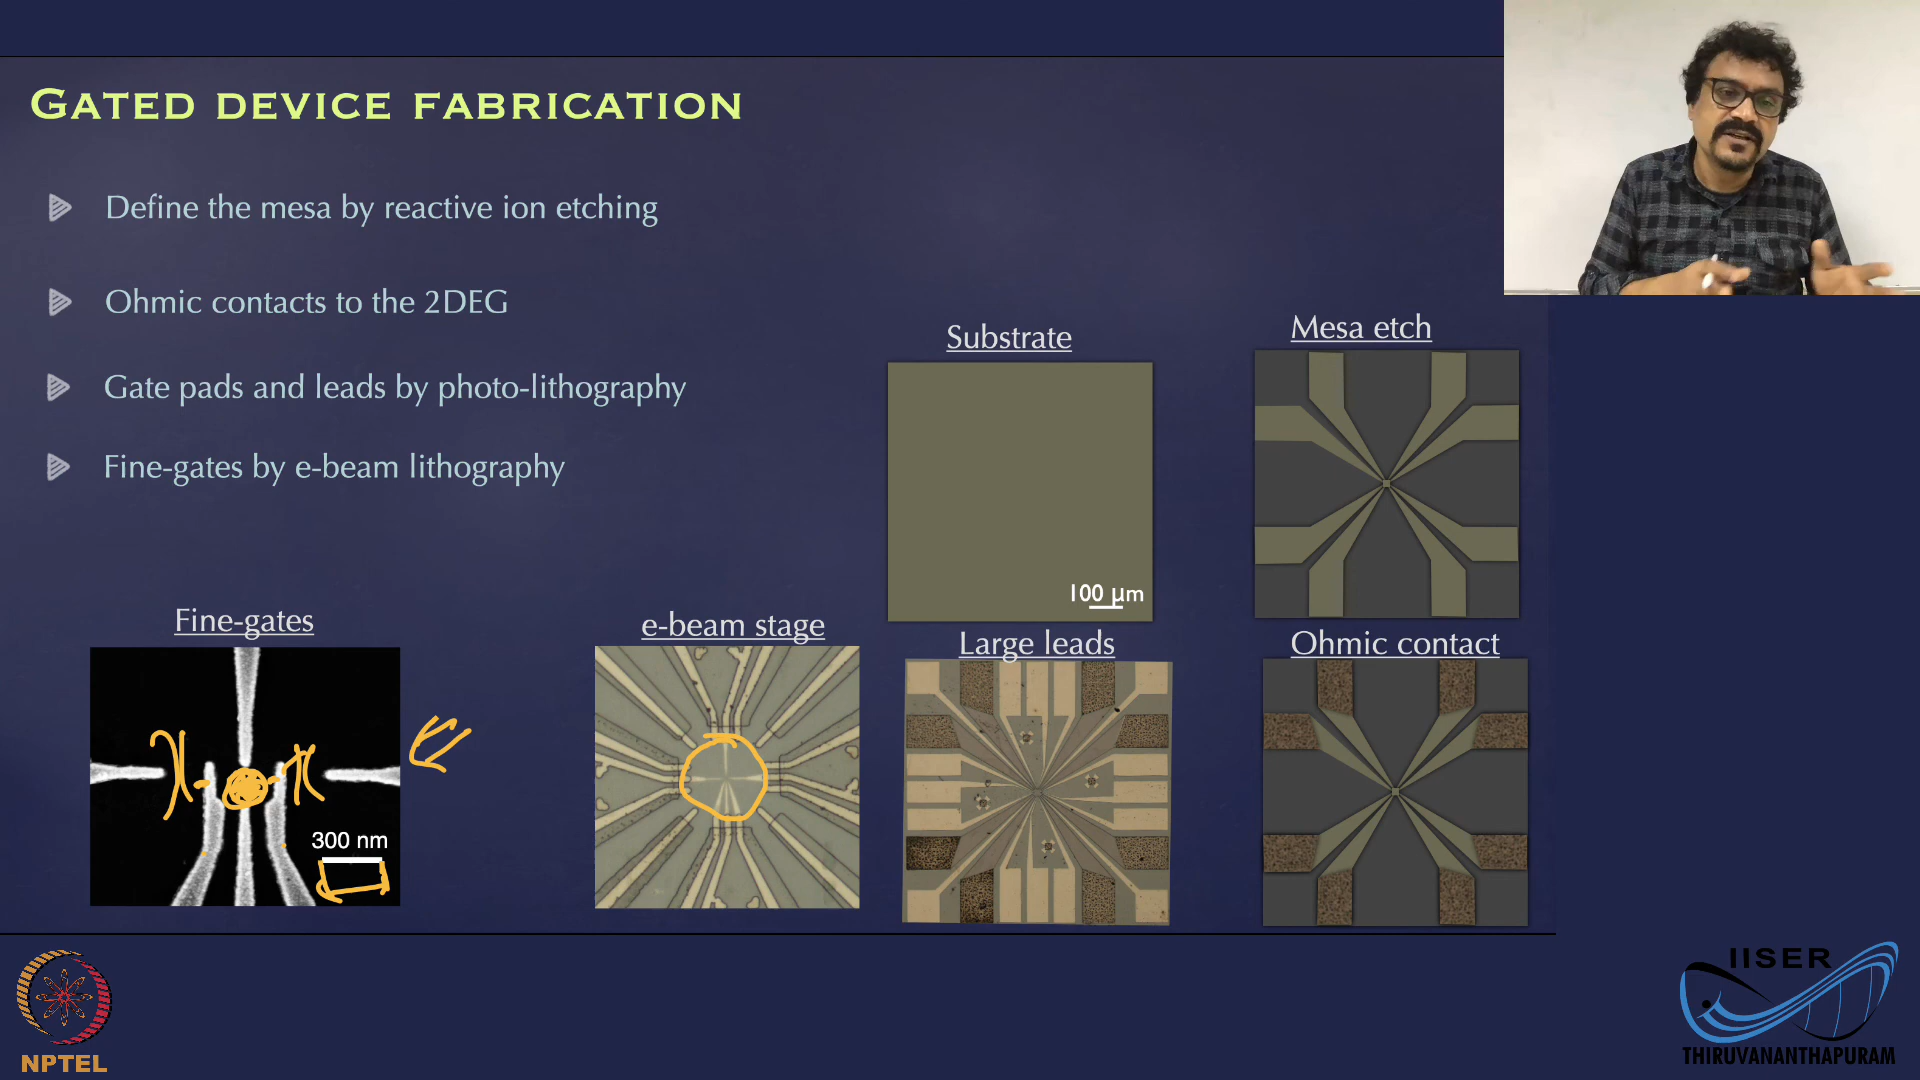 GATED DEVICE FABRICATION
Define the mesa by reactive ion etching
Ohmic contacts to the 2DEG
Gate pads and leads by photo-lithography
Fine-gates by e-beam lithography
Substrate
100 µm
Mesa etch
Fine-gates
300 nm
e-beam stage
Large leads
Ohmic contact
NPTEL
IISER
THIRUVANANTHAPURAM